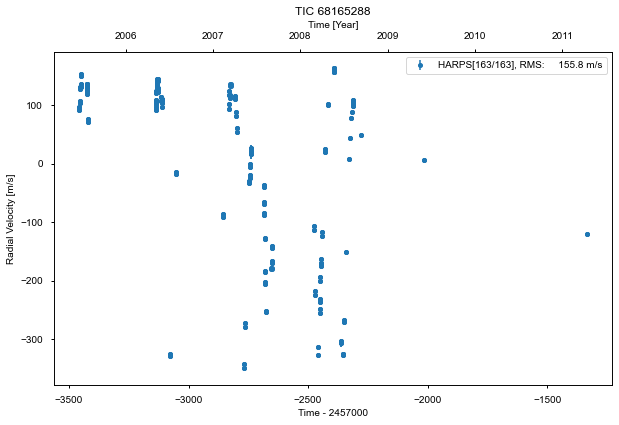 TIC 68165288
Time [Year]
2006 2007 2008 2009 2010 2011
HARPS[163/163], RMS: 155.8 m/s
Radial Velocity [m/s]
100
0
−100
−200
−300
−3500 −3000 −2500 −2000 −1500
Time - 2457000